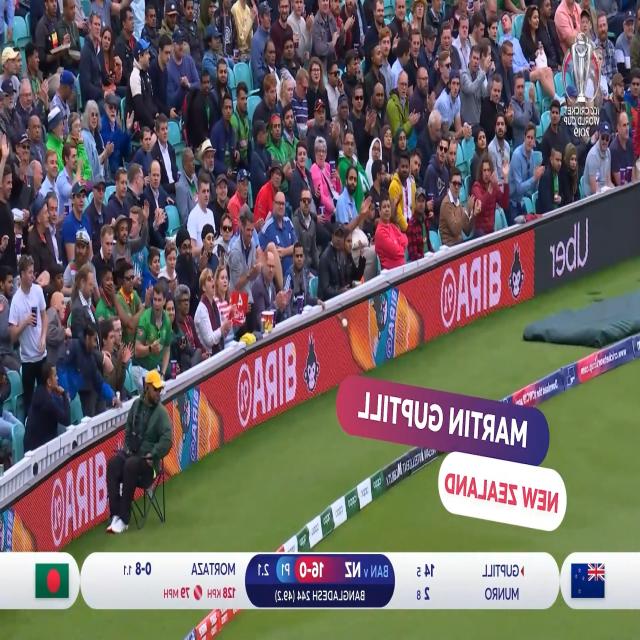 ICC CRICKET
WORLD CUP
2019
Uber
BIRA 91
BIRA 91
BIRA 91
MARTIN GUPTILL
NEW ZEALAND
GUPTILL 14 5
MUNRO 2 8
BAN v NZ 16-0 P1 2.1
BANGLADESH 244 (49.2)
MORTAZA 0-8 1.1
128 KPH 79 MPH